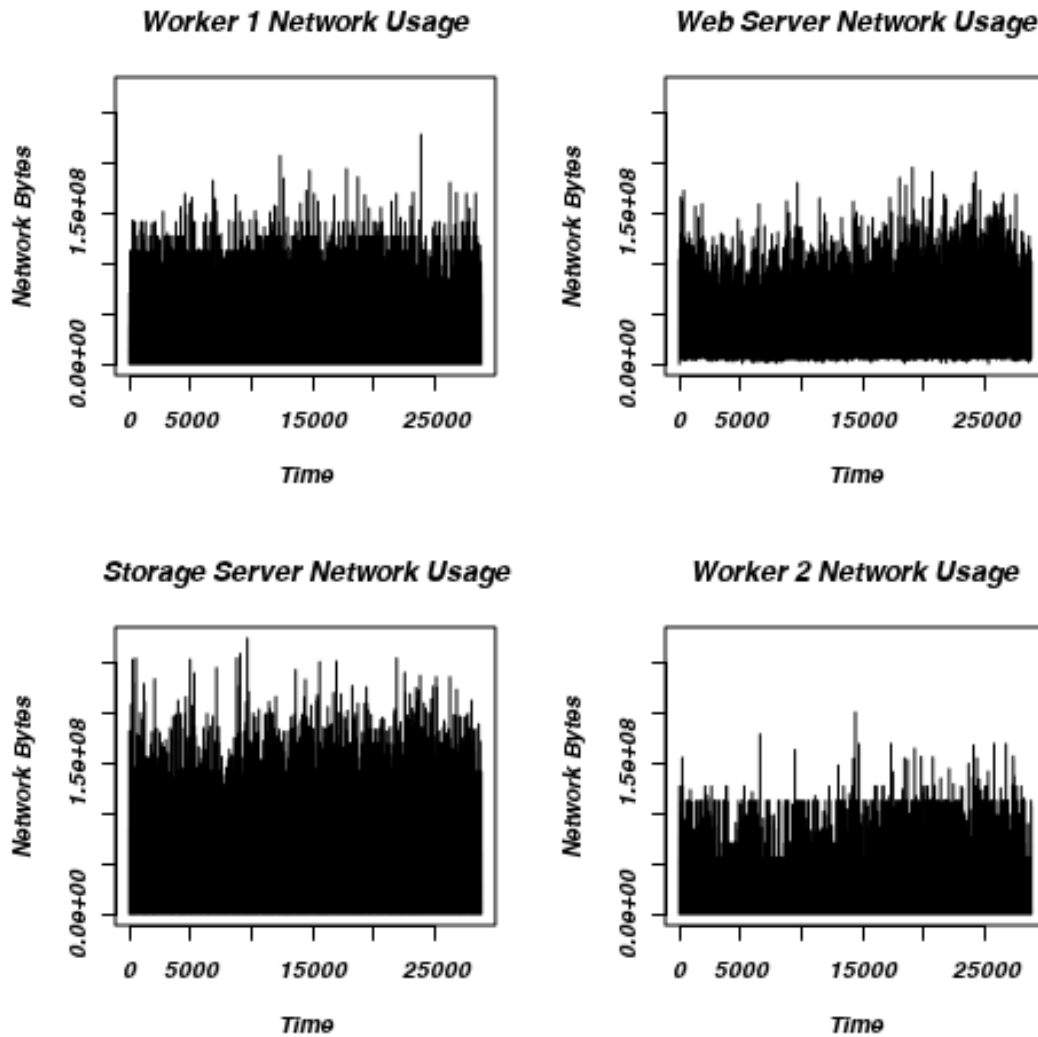 Worker 1 Network Usage
Network Bytes
1.5e+08
0.0e+00
0 5000 15000 25000
Time
Web Server Network Usage
Network Bytes
1.5e+08
0.0e+00
0 5000 15000 25000
Time
Storage Server Network Usage
Network Bytes
1.5e+08
0.0e+00
0 5000 15000 25000
Time
Worker 2 Network Usage
Network Bytes
1.5e+08
0.0e+00
0 5000 15000 25000
Time